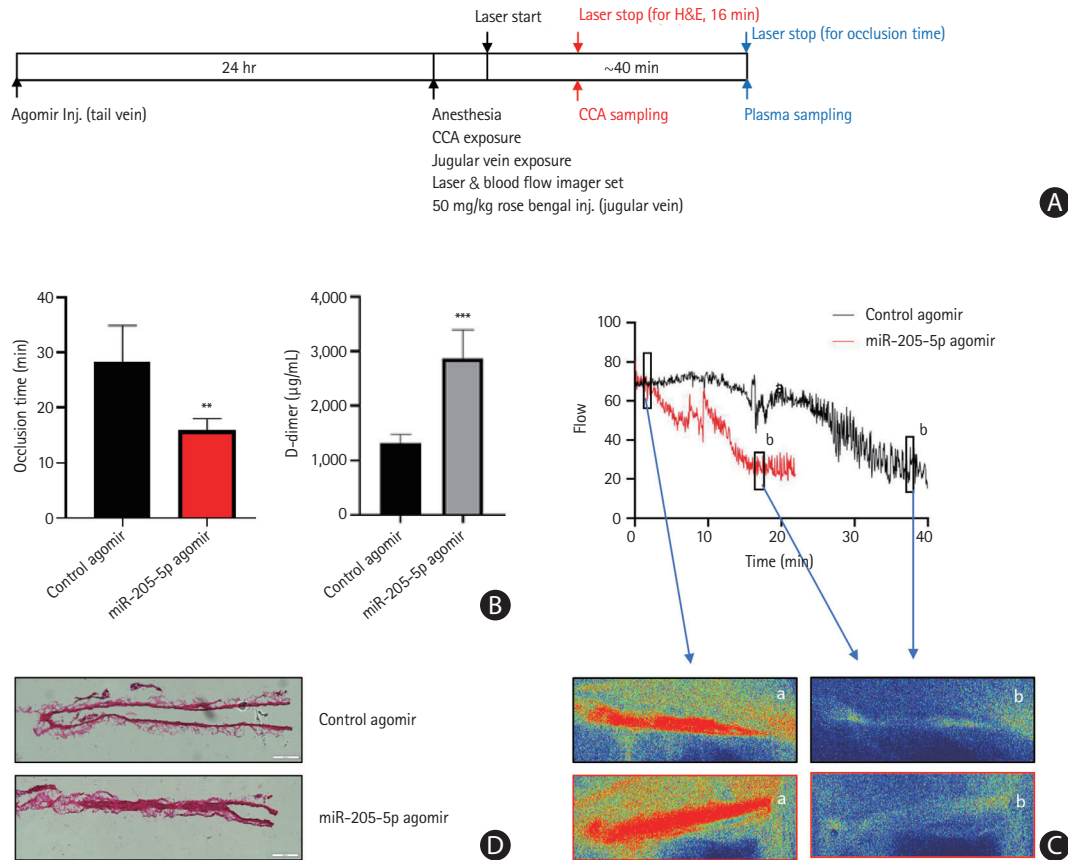 Laser start
Laser stop (for H&E, 16 min)
Laser stop (for occlusion time)
24 hr
~40 min
Agomir Inj. (tail vein)
Anesthesia
CCA exposure
Jugular vein exposure
Laser & blood flow imager set
50 mg/kg rose bengal inj. (jugular vein)
CCA sampling
Plasma sampling
A
Occlusion time (min)
40
30
20
10
0
**
Control agomir
miR-205-5p agomir
D-dimer (µg/mL)
4,000
3,000
2,000
1,000
0
***
Control agomir
miR-205-5p agomir
B
Control agomir
miR-205-5p agomir
Flow
100
80
60
40
20
0
a
b
b
0
10
20
30
40
Time (min)
a
b
a
b
C
Control agomir
miR-205-5p agomir
D